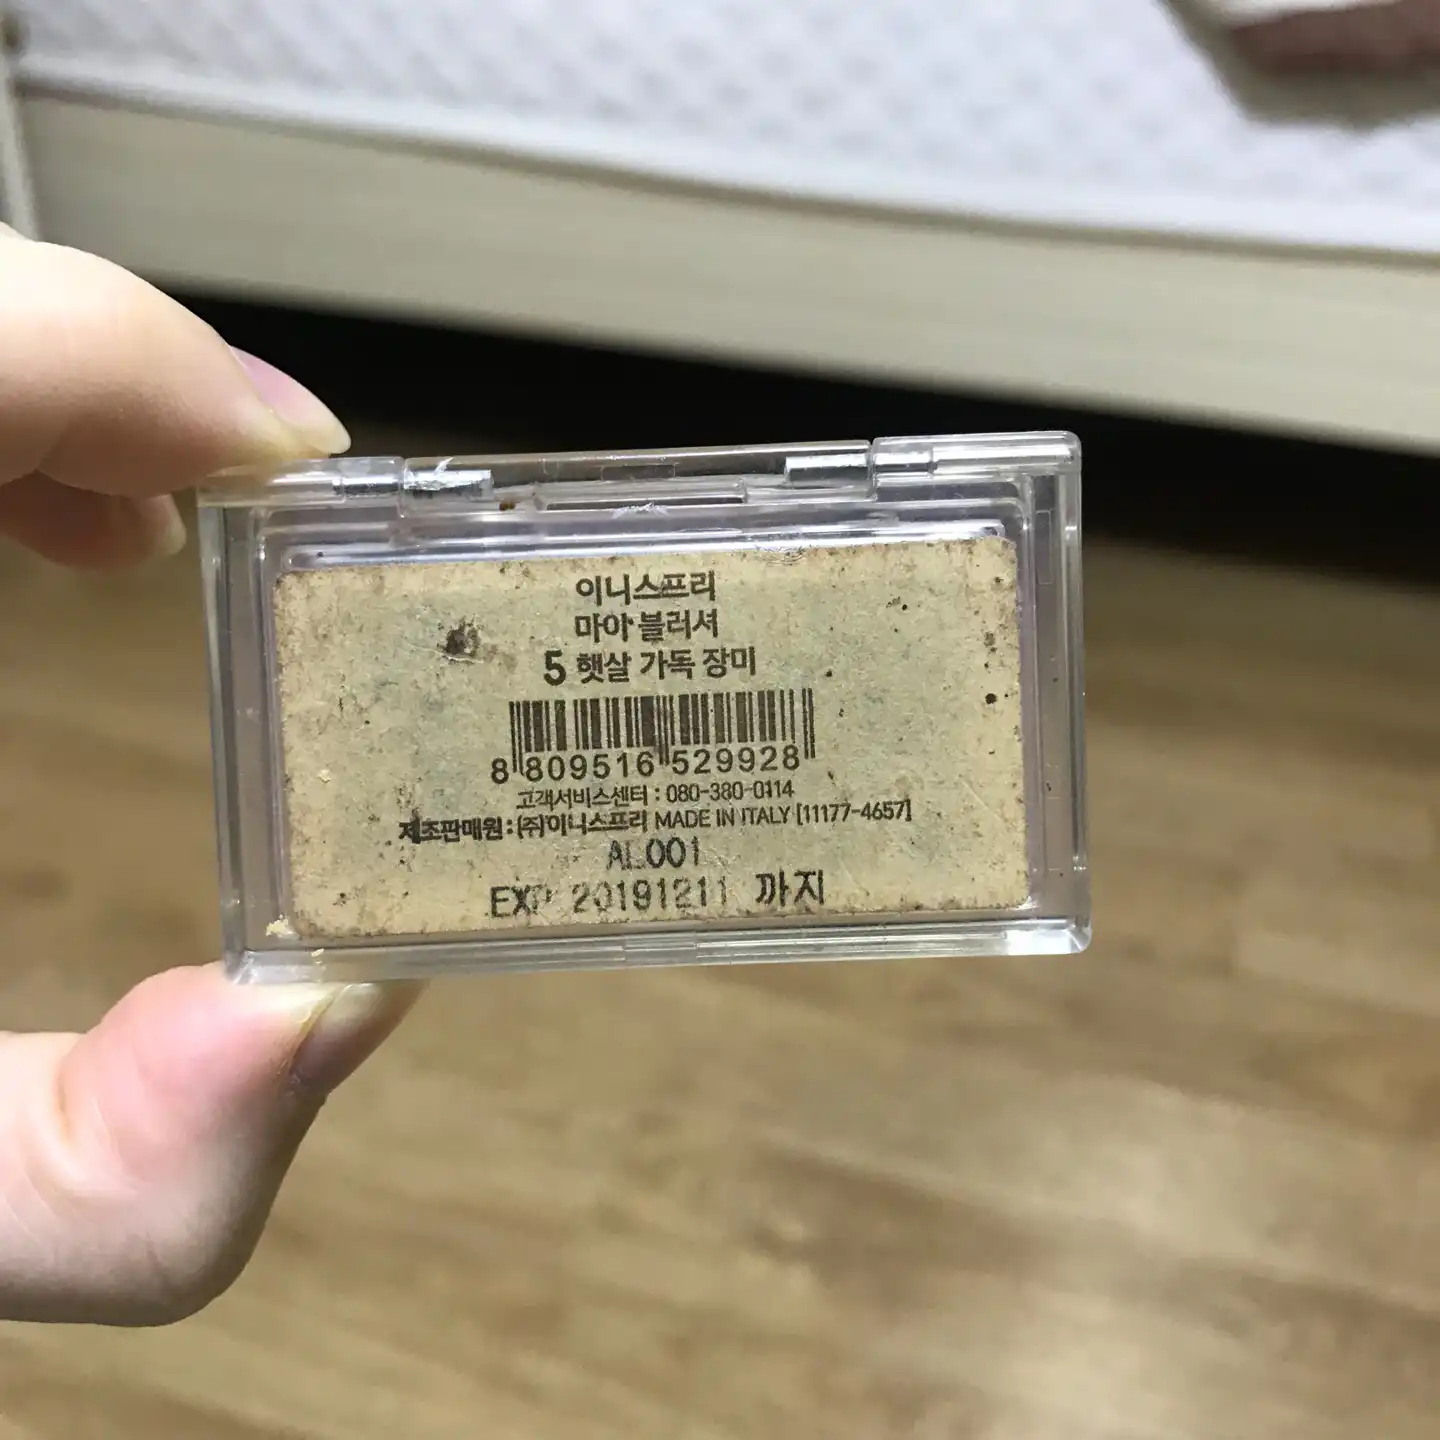 이니스프리
마이 블러셔
5 햇살 가득 장미
8 809516 529928
고객서비스센터 : 080-380-0114
제조판매원 : (주)이니스프리 MADE IN ITALY [11177-4657]
AL001
EXP 20191211 까지